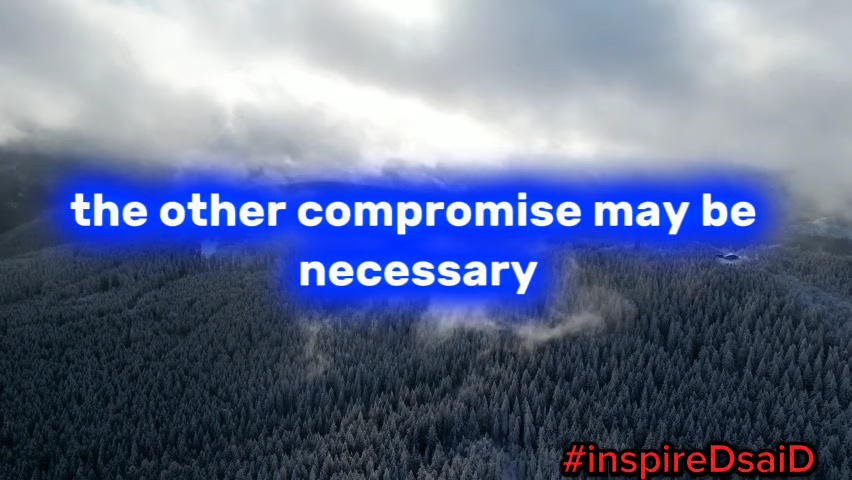 the other compromise may be
necessary
#inspireDsaiD